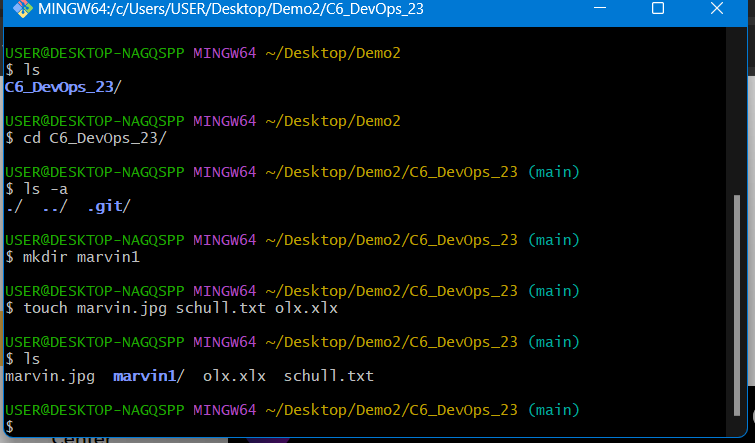 MINGW64:/c/Users/USER/Desktop/Demo2/C6_DevOps_23
USER@DESKTOP-NAGQSPP MINGW64 ~/Desktop/Demo2
$ ls
C6_DevOps_23/
USER@DESKTOP-NAGQSPP MINGW64 ~/Desktop/Demo2
$ cd C6_DevOps_23/
USER@DESKTOP-NAGQSPP MINGW64 ~/Desktop/Demo2/C6_DevOps_23 (main)
$ ls -a
./  ../  .git/
USER@DESKTOP-NAGQSPP MINGW64 ~/Desktop/Demo2/C6_DevOps_23 (main)
$ mkdir marvin1
USER@DESKTOP-NAGQSPP MINGW64 ~/Desktop/Demo2/C6_DevOps_23 (main)
$ touch marvin.jpg schull.txt olx.xlx
USER@DESKTOP-NAGQSPP MINGW64 ~/Desktop/Demo2/C6_DevOps_23 (main)
$ ls
marvin.jpg  marvin1/  olx.xlx  schull.txt
USER@DESKTOP-NAGQSPP MINGW64 ~/Desktop/Demo2/C6_DevOps_23 (main)
$
Center